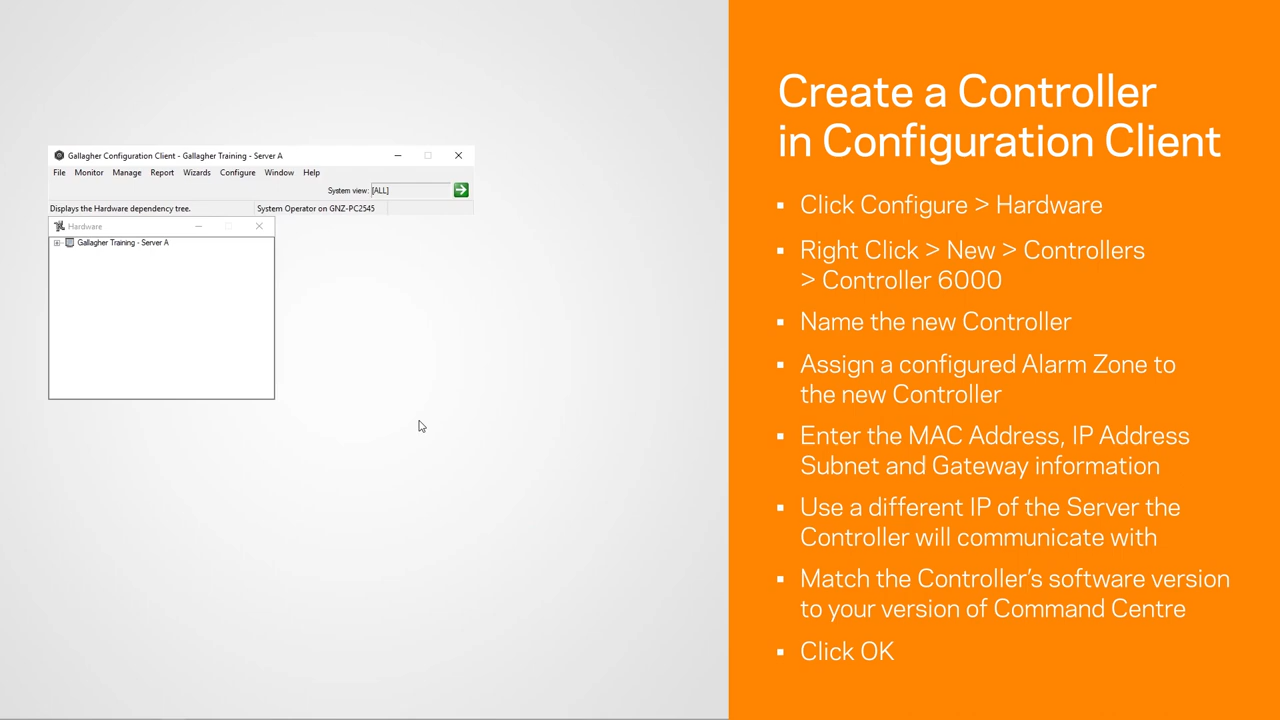 Gallagher Configuration Client - Gallagher Training - Server A
File Monitor Manage Report Wizards Configure Window Help
System view: [ALL]
Displays the Hardware dependency tree. System Operator on GNZ-PC2545
Hardware
Gallagher Training - Server A
Create a Controller
in Configuration Client
▪ Click Configure > Hardware
▪ Right Click > New > Controllers
> Controller 6000
▪ Name the new Controller
▪ Assign a configured Alarm Zone to
the new Controller
▪ Enter the MAC Address, IP Address
Subnet and Gateway information
▪ Use a different IP of the Server the
Controller will communicate with
▪ Match the Controller’s software version
to your version of Command Centre
▪ Click OK